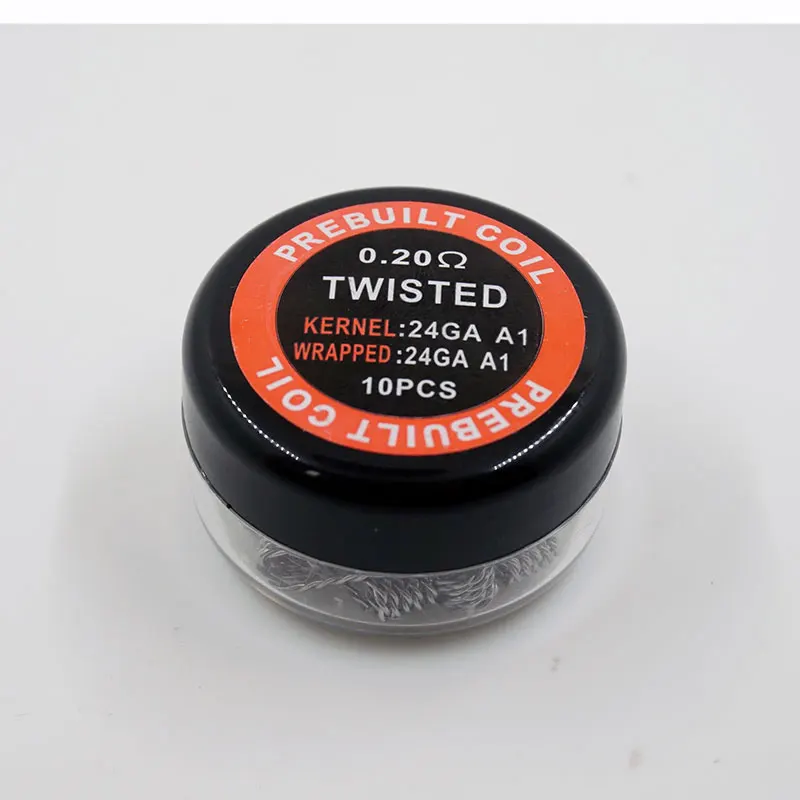 PREBUILT COIL
0.20Ω
TWISTED
KERNEL:24GA A1
WRAPPED:24GA A1
10PCS
PREBUILT COIL